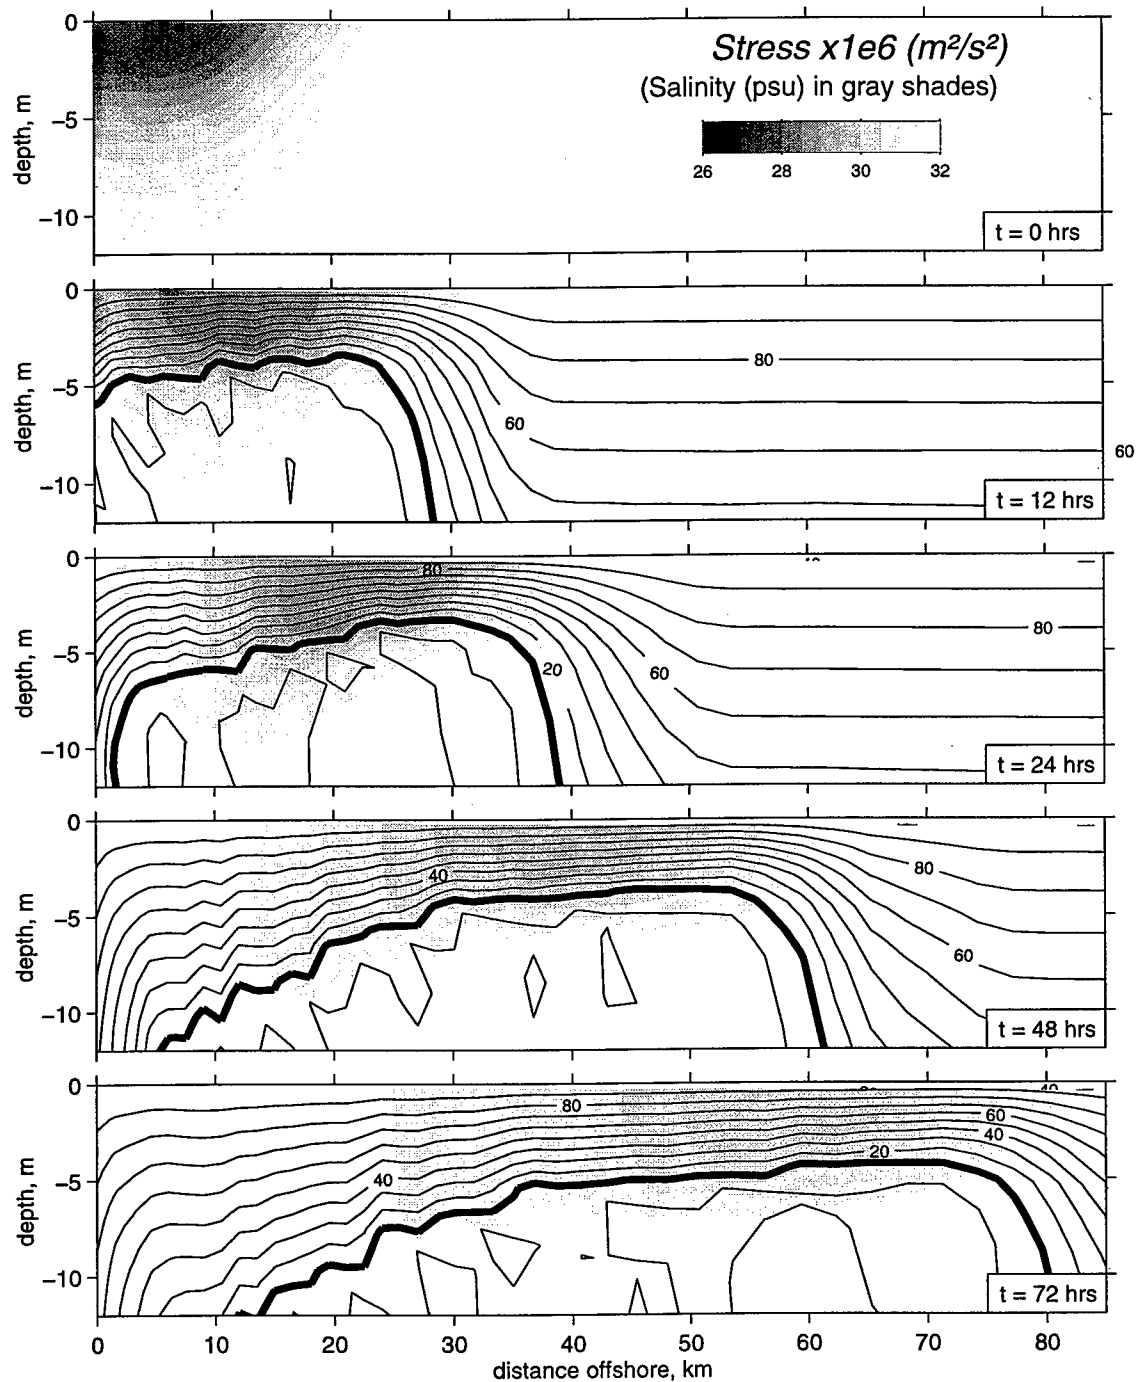 Stress x1e6 (m²/s²)
(Salinity (psu) in gray shades)
26 28 30 32
0
−5
−10
depth, m
t = 0 hrs
0
−5
−10
depth, m
80
60
60
t = 12 hrs
0
−5
−10
depth, m
80
80
60
20
t = 24 hrs
0
−5
−10
depth, m
40
80
60
t = 48 hrs
0
−5
−10
depth, m
80
60
40
20
40
t = 72 hrs
0 10 20 30 40 50 60 70 80
distance offshore, km